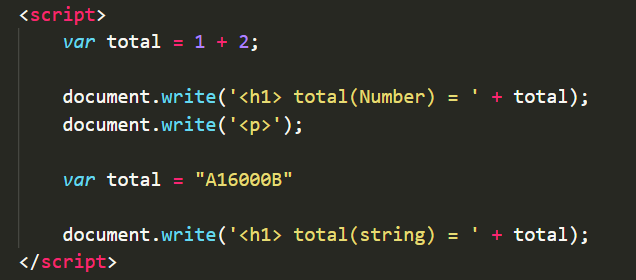 <script>
var total = 1 + 2;
document.write('<h1> total(Number) = ' + total);
document.write('<p>');
var total = "A16000B"
document.write('<h1> total(string) = ' + total);
</script>